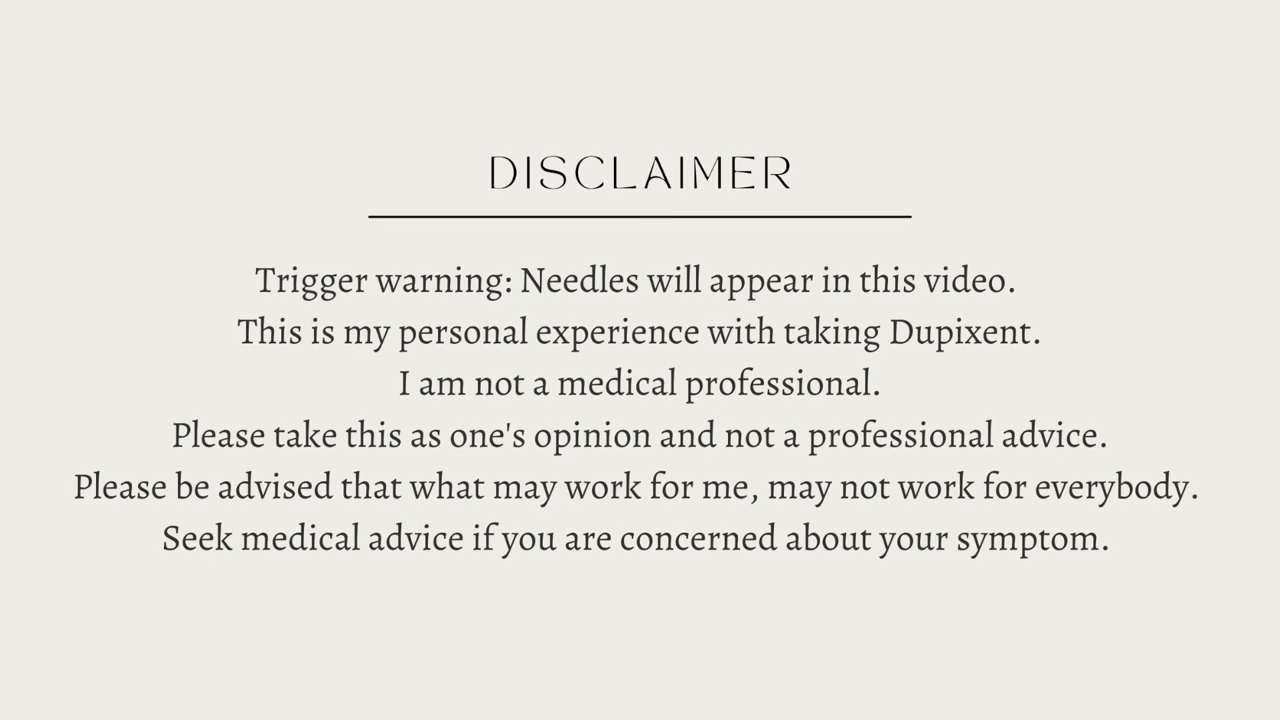 DISCLAIMER
Trigger warning: Needles will appear in this video.
This is my personal experience with taking Dupixent.
I am not a medical professional.
Please take this as one's opinion and not a professional advice.
Please be advised that what may work for me, may not work for everybody.
Seek medical advice if you are concerned about your symptom.